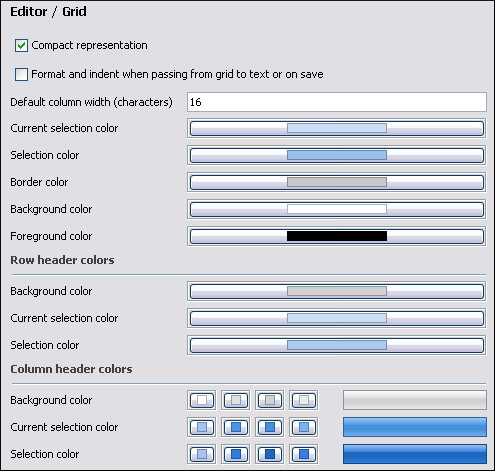 Editor / Grid
Compact representation
Format and indent when passing from grid to text or on save
Default column width (characters) 16
Current selection color
Selection color
Border color
Background color
Foreground color
Row header colors
Background color
Current selection color
Selection color
Column header colors
Background color
Current selection color
Selection color